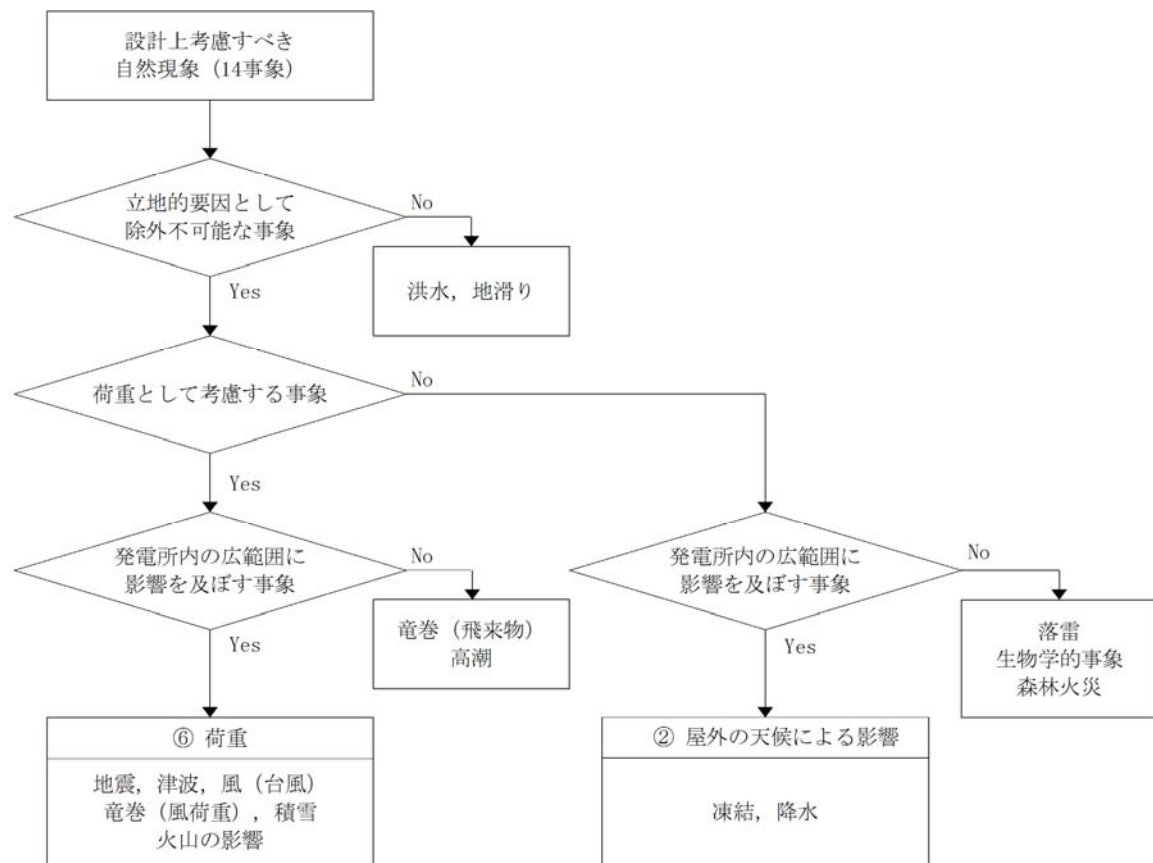 設計上考慮すべき
自然現象（14事象）
立地的要因として
除外不可能な事象
No
洪水，地滑り
Yes
荷重として考慮する事象
No
Yes
発電所内の広範囲に
影響を及ぼす事象
No
竜巻（飛来物）
高潮
Yes
発電所内の広範囲に
影響を及ぼす事象
No
落雷
生物学的事象
森林火災
Yes
⑥ 荷重
地震，津波，風（台風）
竜巻（風荷重），積雪
火山の影響
② 屋外の天候による影響
凍結，降水